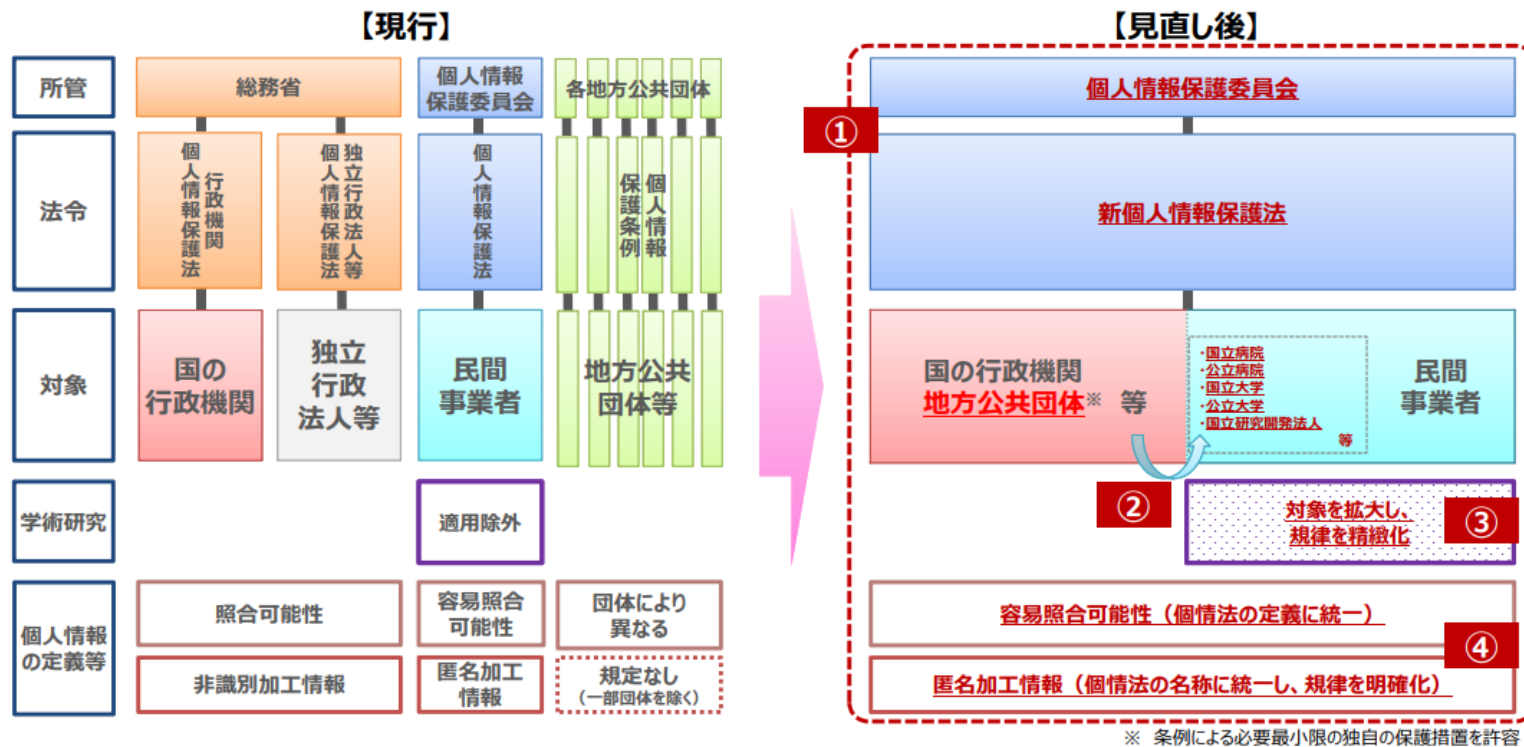 【現行】
【見直し後】
所管
総務省
個人情報
保護委員会
各地方公共団体
個人情報保護委員会
①
法令
行政機関
個人情報保護法
独立行政法人等
個人情報保護法
個人情報保護法
個人情報
保護条例
新個人情報保護法
対象
国の
行政機関
独立
行政
法人等
民間
事業者
地方公共
団体等
国の行政機関
地方公共団体※ 等
・国立病院
・公立病院
・国立大学
・公立大学
・国立研究開発法人
等
民間
事業者
②
学術研究
適用除外
対象を拡大し、
規律を精緻化
③
個人情報
の定義等
照合可能性
容易照合
可能性
団体により
異なる
容易照合可能性（個情法の定義に統一）
④
非識別加工情報
匿名加工
情報
規定なし
（一部団体を除く）
匿名加工情報（個情法の名称に統一し、規律を明確化）
※ 条例による必要最小限の独自の保護措置を許容